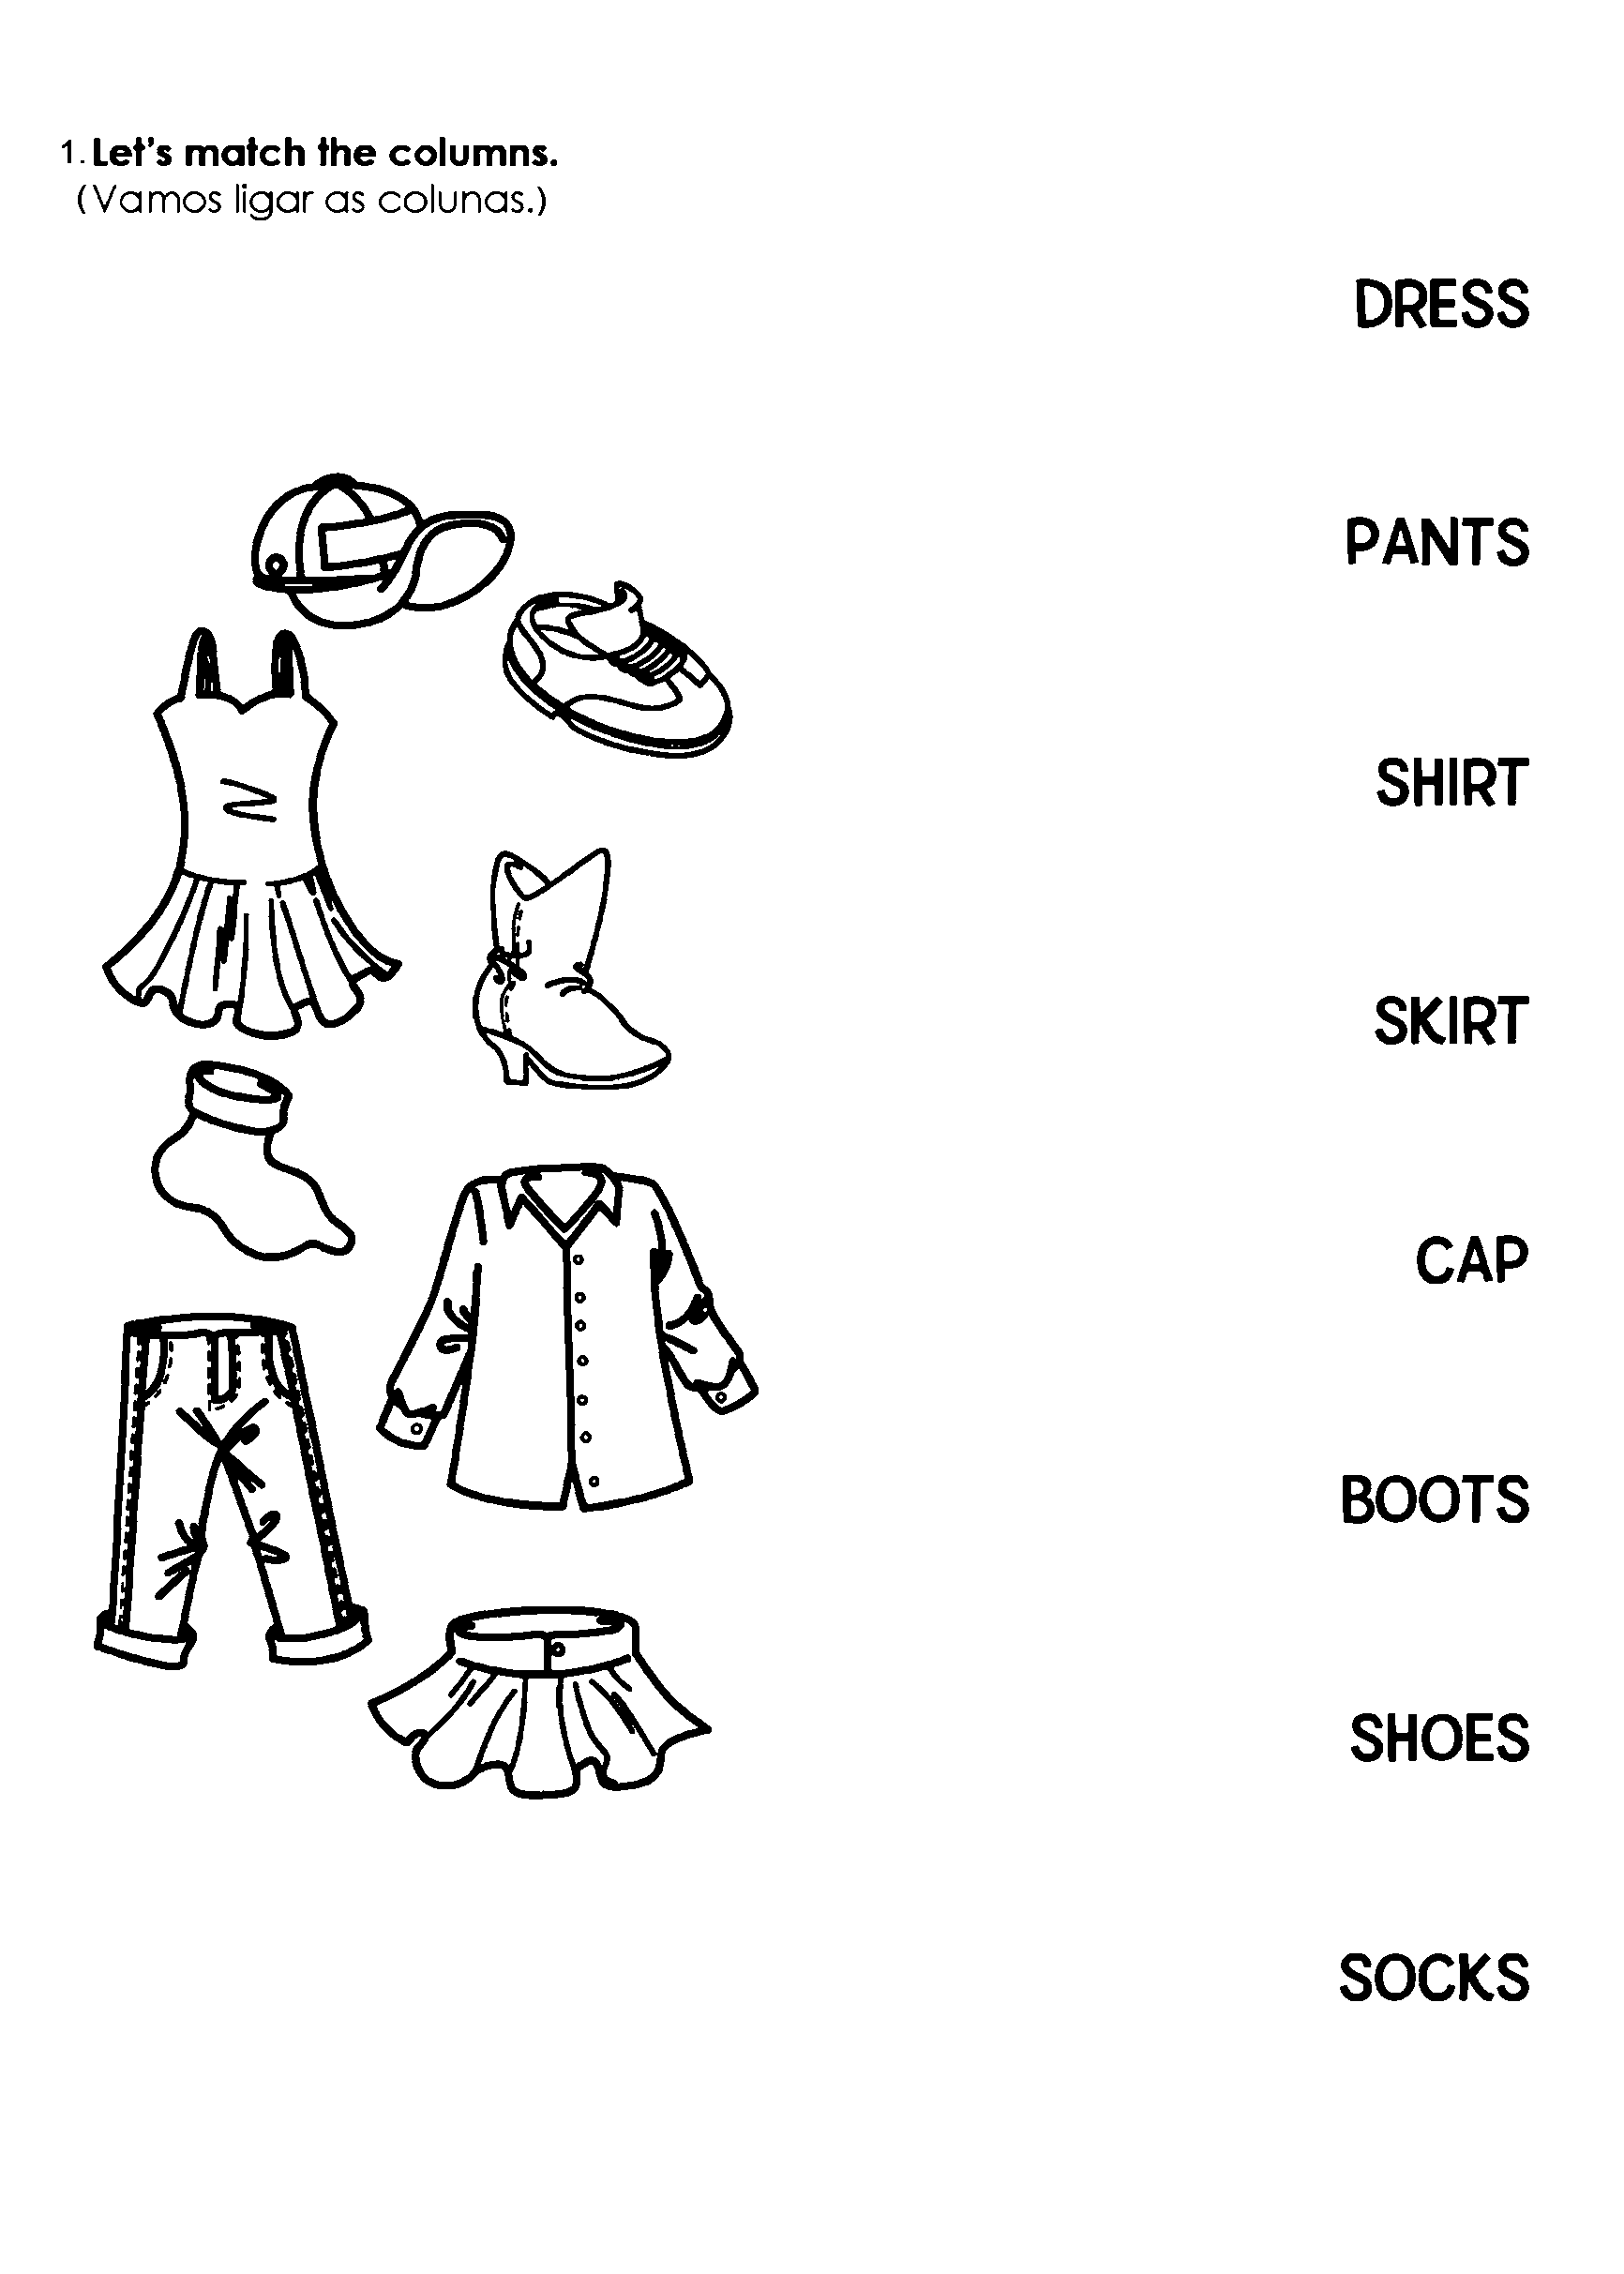 1. Let's match the columns.
(Vamos ligar as colunas.)
DRESS
PANTS
SHIRT
SKIRT
CAP
BOOTS
SHOES
SOCKS